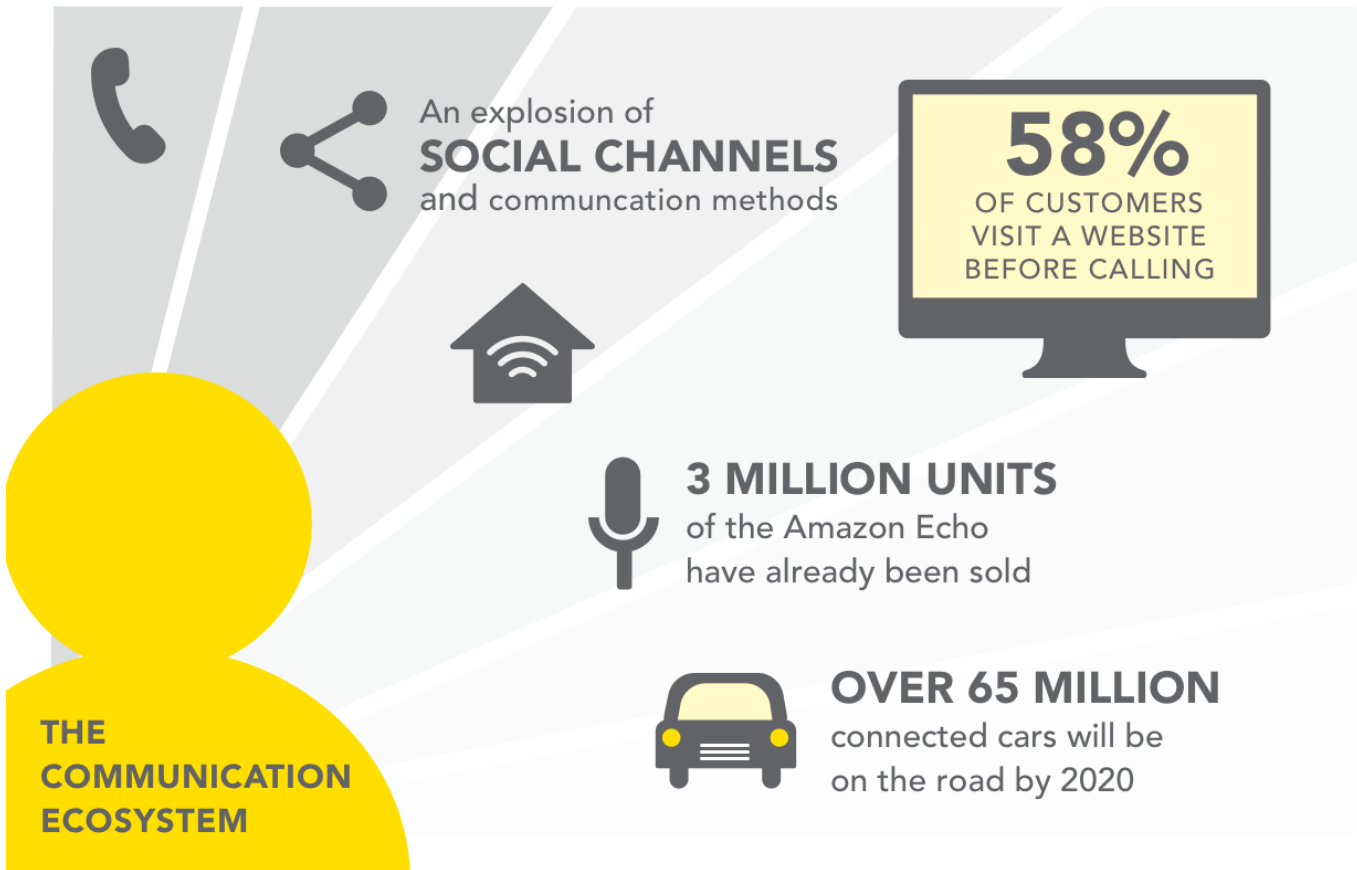 An explosion of
SOCIAL CHANNELS
and communcation methods
58%
OF CUSTOMERS
VISIT A WEBSITE
BEFORE CALLING
3 MILLION UNITS
of the Amazon Echo
have already been sold
OVER 65 MILLION
connected cars will be
on the road by 2020
THE
COMMUNICATION
ECOSYSTEM